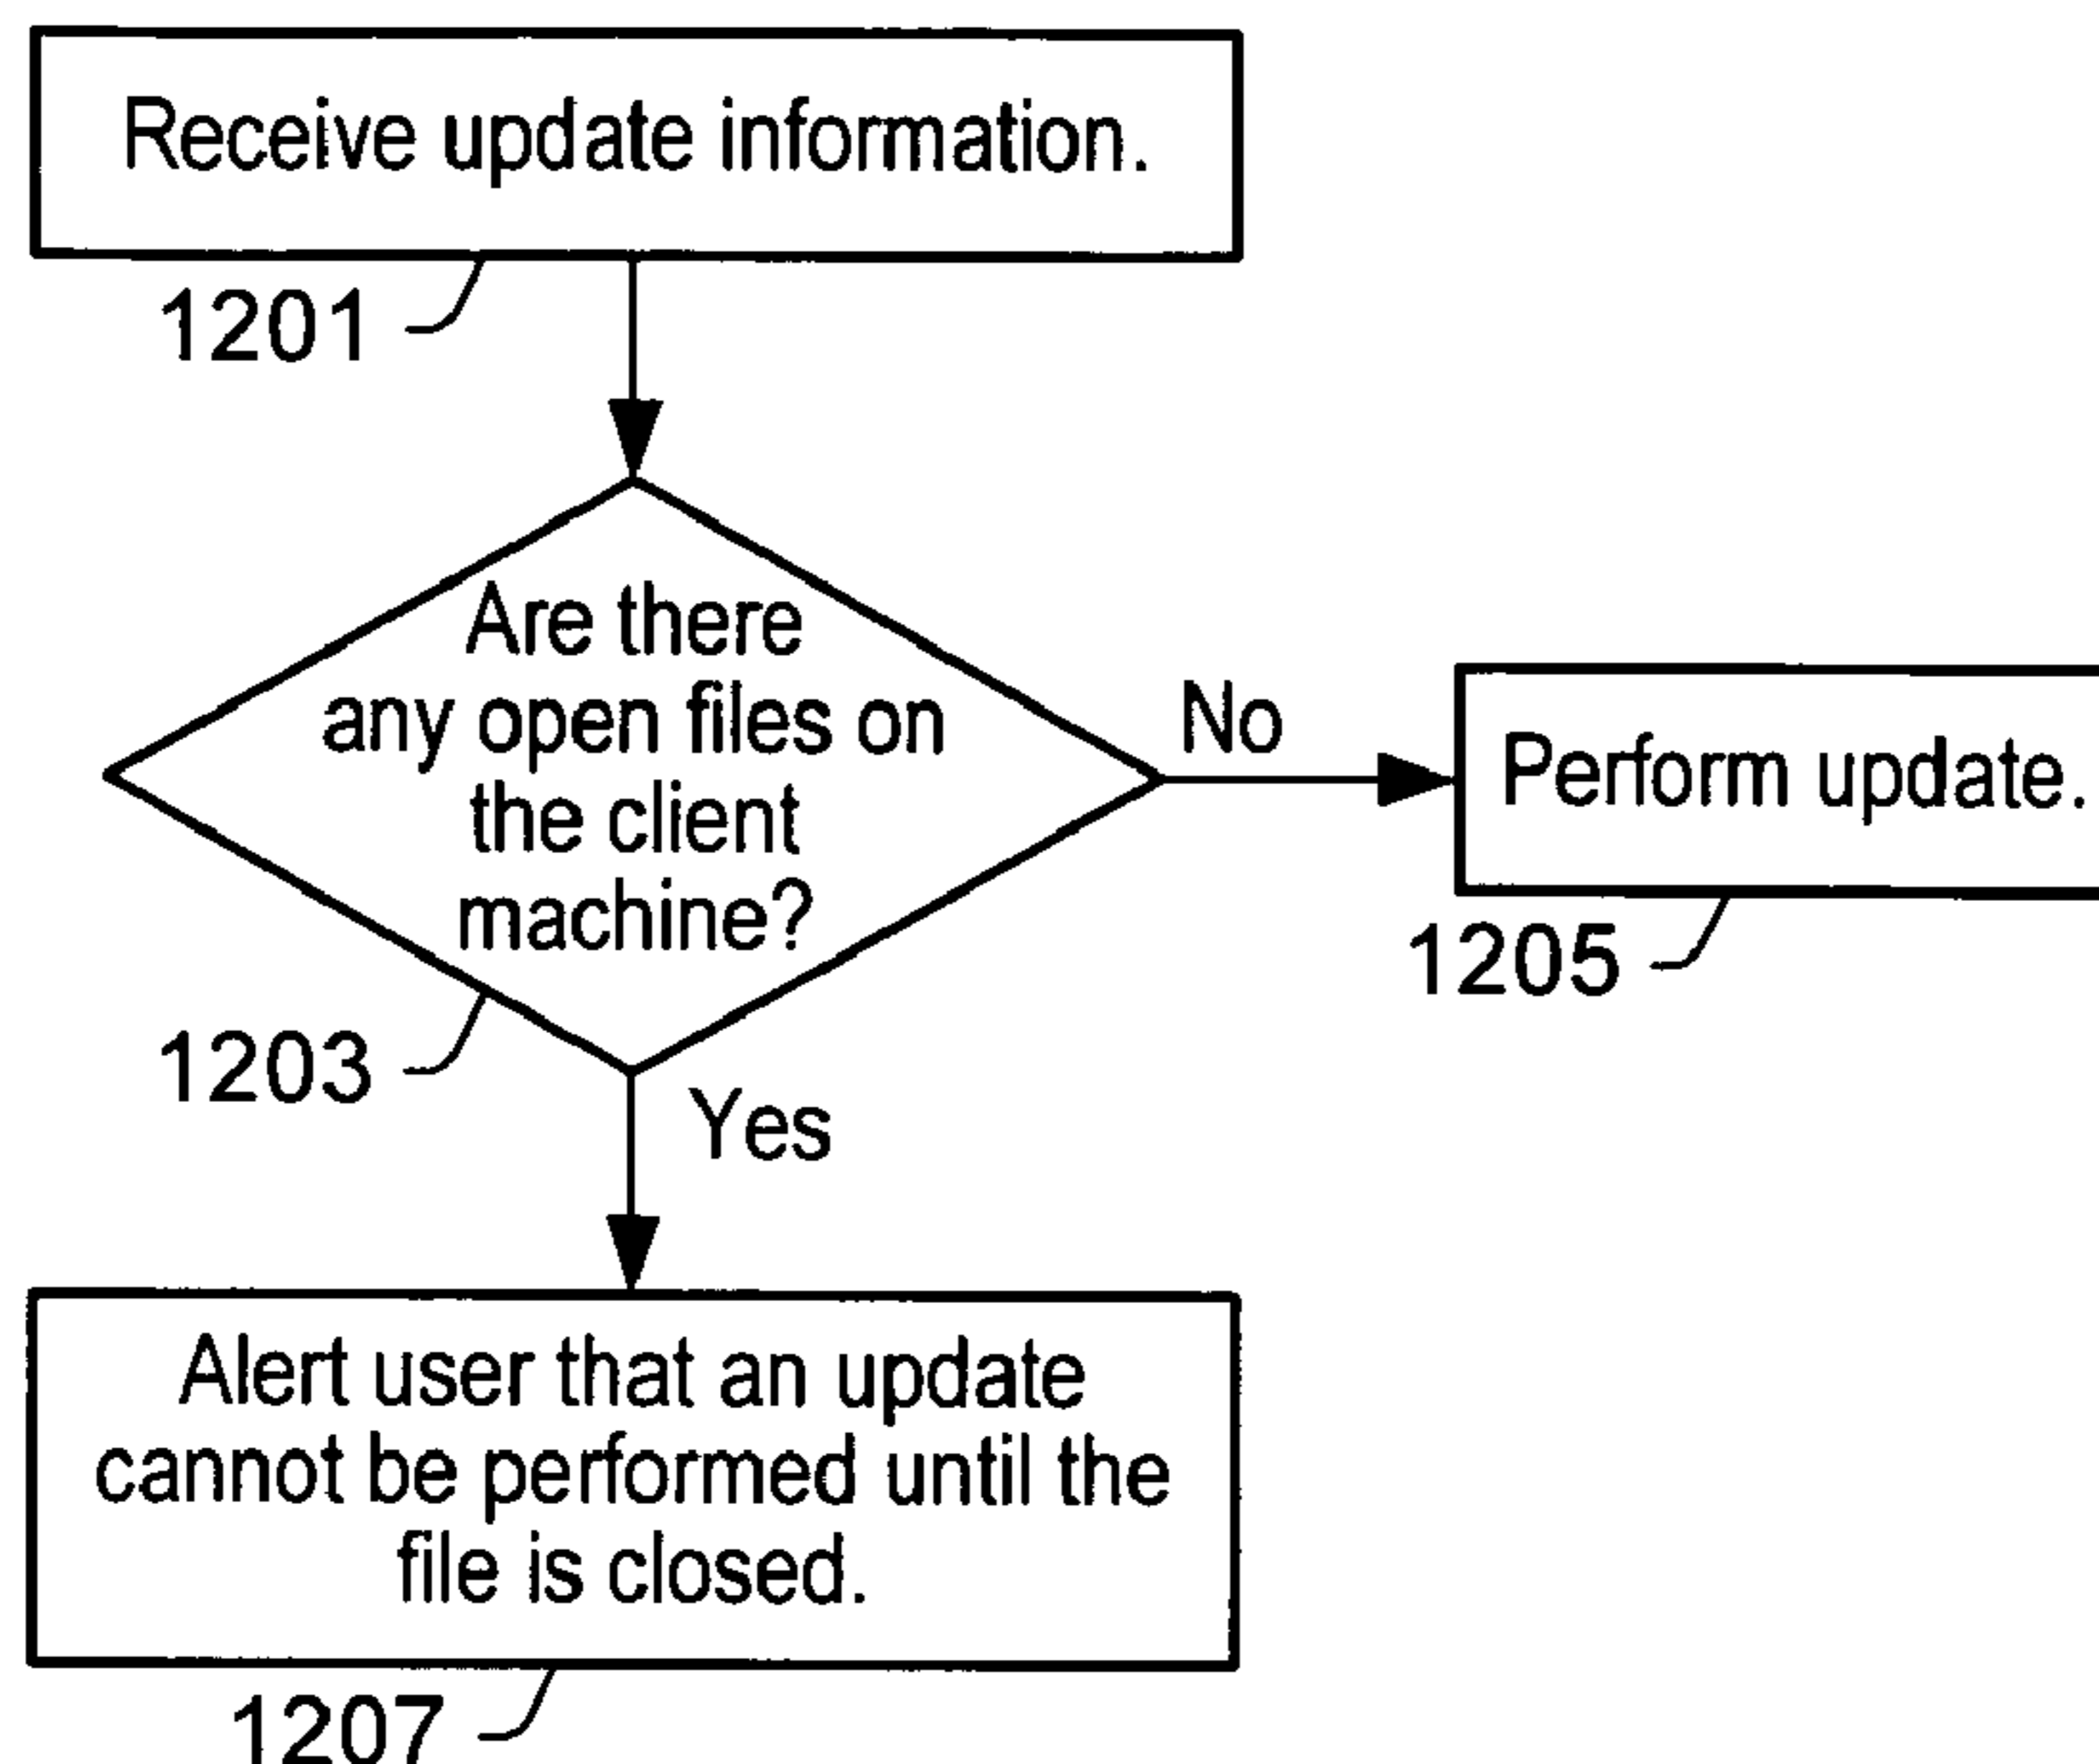 Receive update information.
1201
Are there
any open files on
the client
machine?
No
Perform update.
1205
1203
Yes
Alert user that an update
cannot be performed until the
file is closed.
1207